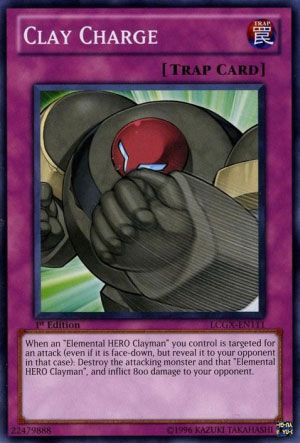 CLAY CHARGE
TRAP
罠
[TRAP CARD]
1st Edition
LCGX-EN111
When an "Elemental HERO Clayman" you control is targeted for
an attack (even if it is face-down, but reveal it to your opponent
in that case): Destroy the attacking monster and that "Elemental
HERO Clayman", and inflict 800 damage to your opponent.
22479888
©1996 KAZUKI TAKAHASHI